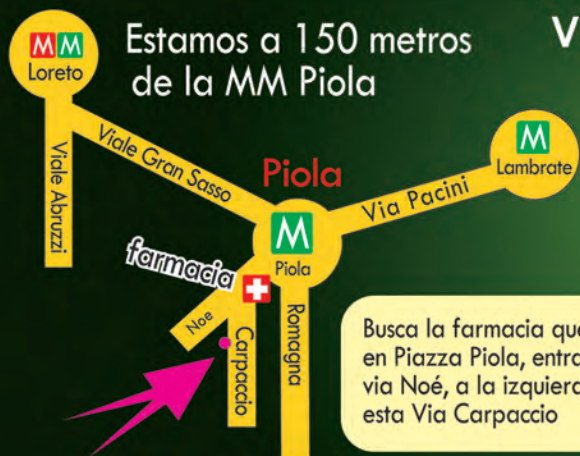 Estamos a 150 metros
de la MM Piola
V
MM
Loreto
Viale Abruzzi
Viale Gran Sasso
Piola
Via Pacini
M
Lambrate
M
Piola
farmacia
Noe
Carpaccio
Romagna
Busca la farmacia que
en Piazza Piola, entra
via Noé, a la izquierd
esta Via Carpaccio